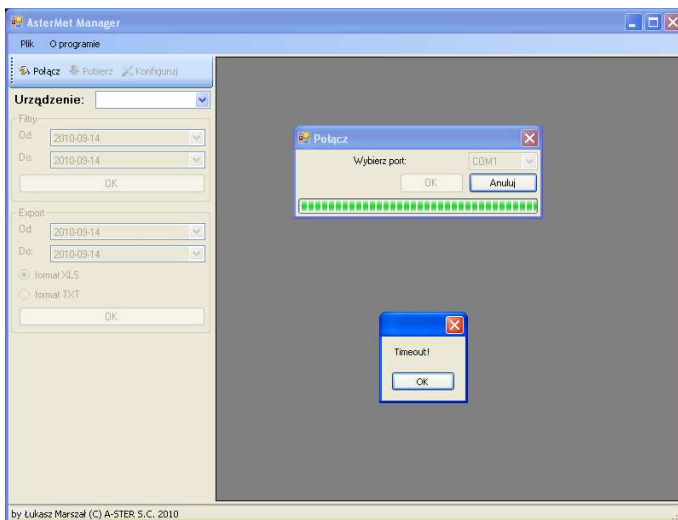 AsterMet Manager
Plik O programie
Połącz Pobierz Konfiguruj
Urządzenie:
Filtry
Od: 2010-09-14
Do: 2010-09-14
OK
Export
Od: 2010-09-14
Do: 2010-09-14
format XLS
format TXT
OK
Połącz
Wybierz port: COM1
OK Anuluj
Timeout!
OK
by Łukasz Marszał (C) A-STER S.C. 2010